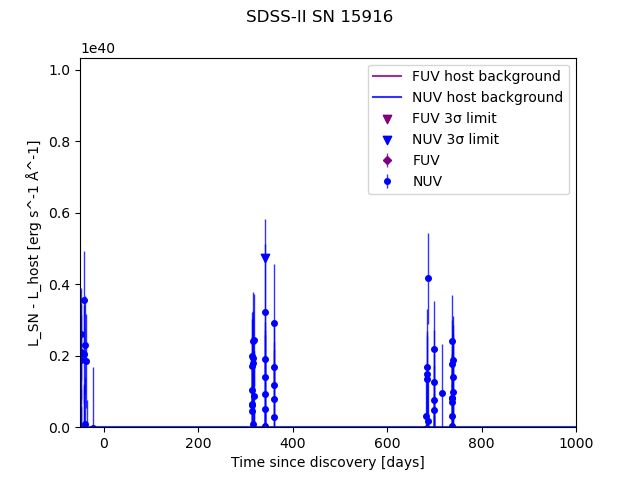 SDSS-II SN 15916
1e40
L_SN - L_host [erg s^-1 Å^-1]
1.0
0.8
0.6
0.4
0.2
0.0
FUV host background
NUV host background
FUV 3σ limit
NUV 3σ limit
FUV
NUV
0 200 400 600 800 1000
Time since discovery [days]